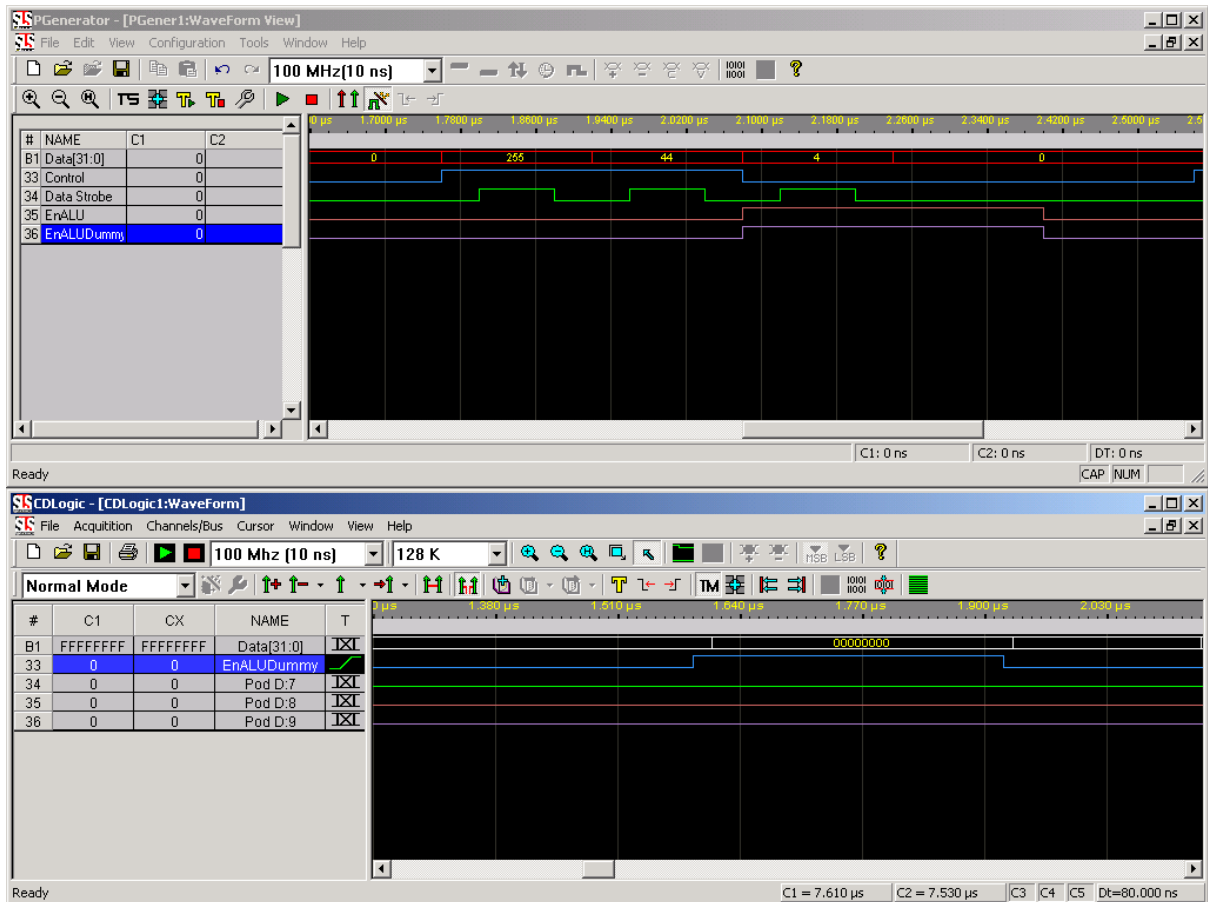 PGenerator - [PGener1:WaveForm View]
File Edit View Configuration Tools Window Help
100 MHz(10 ns)
0 µs 1.7000 µs 1.7800 µs 1.8600 µs 1.9400 µs 2.0200 µs 2.1000 µs 2.1800 µs 2.2600 µs 2.3400 µs 2.4200 µs 2.5000 µs 2.5
# NAME C1 C2
B1 Data[31:0] 0 0 255 44 4 0
33 Control 0
34 Data Strobe 0
35 EnALU 0
36 EnALUDummy 0
C1: 0 ns C2: 0 ns DT: 0 ns
Ready CAP NUM
CDLogic - [CDLogic1:WaveForm]
File Acquitition Channels/Bus Cursor Window View Help
100 Mhz (10 ns) 128 K MSB LSB
Normal Mode TM
# C1 CX NAME T
0 µs 1.380 µs 1.510 µs 1.640 µs 1.770 µs 1.900 µs 2.030 µs
B1 FFFFFFFF FFFFFFFF Data[31:0] 00000000
33 0 0 EnALUDummy
34 0 0 Pod D:7
35 0 0 Pod D:8
36 0 0 Pod D:9
Ready C1 = 7.610 µs C2 = 7.530 µs C3 C4 C5 Dt=80.000 ns